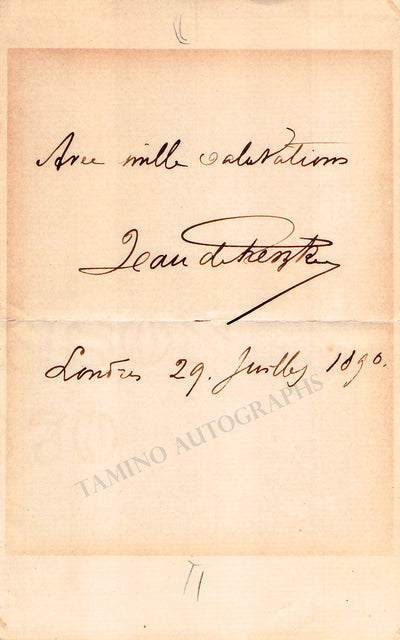 Avec mille salutations
Jean de Reszke
Londres 29. Juillet 1890.
TAMINO AUTOGRAPHS